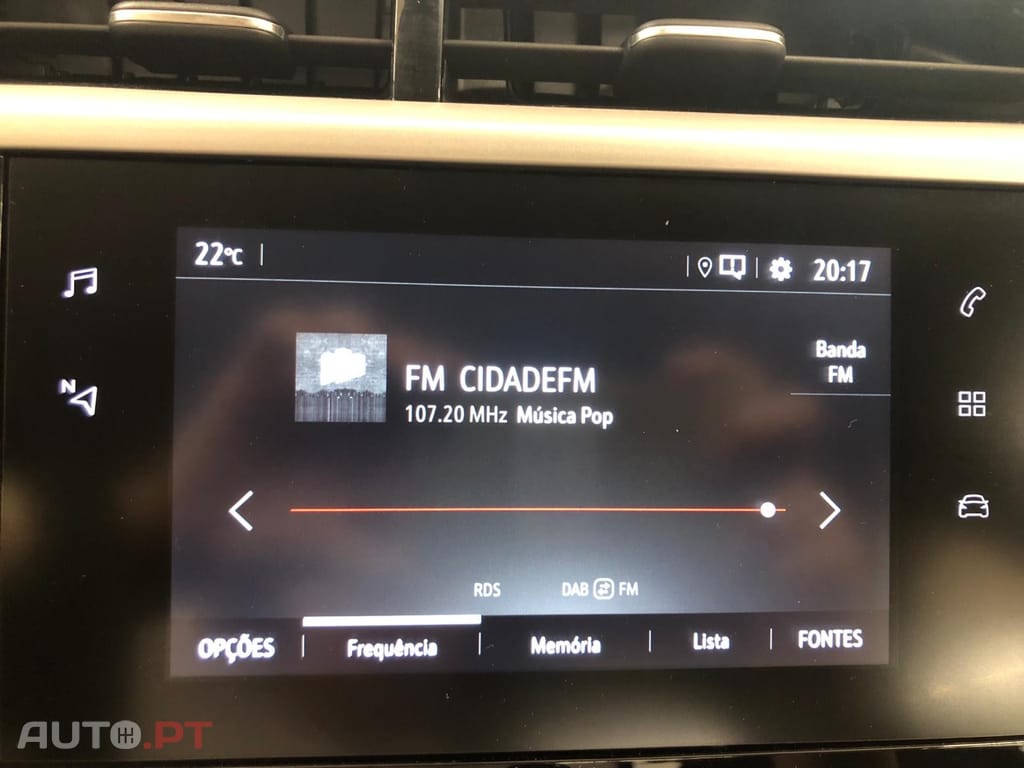 22°C
20:17
N
Banda
FM
FM CIDADEFM
107.20 MHz Música Pop
RDS
DAB FM
OPÇÕES
Frequência
Memória
Lista
FONTES
AUTO.PT